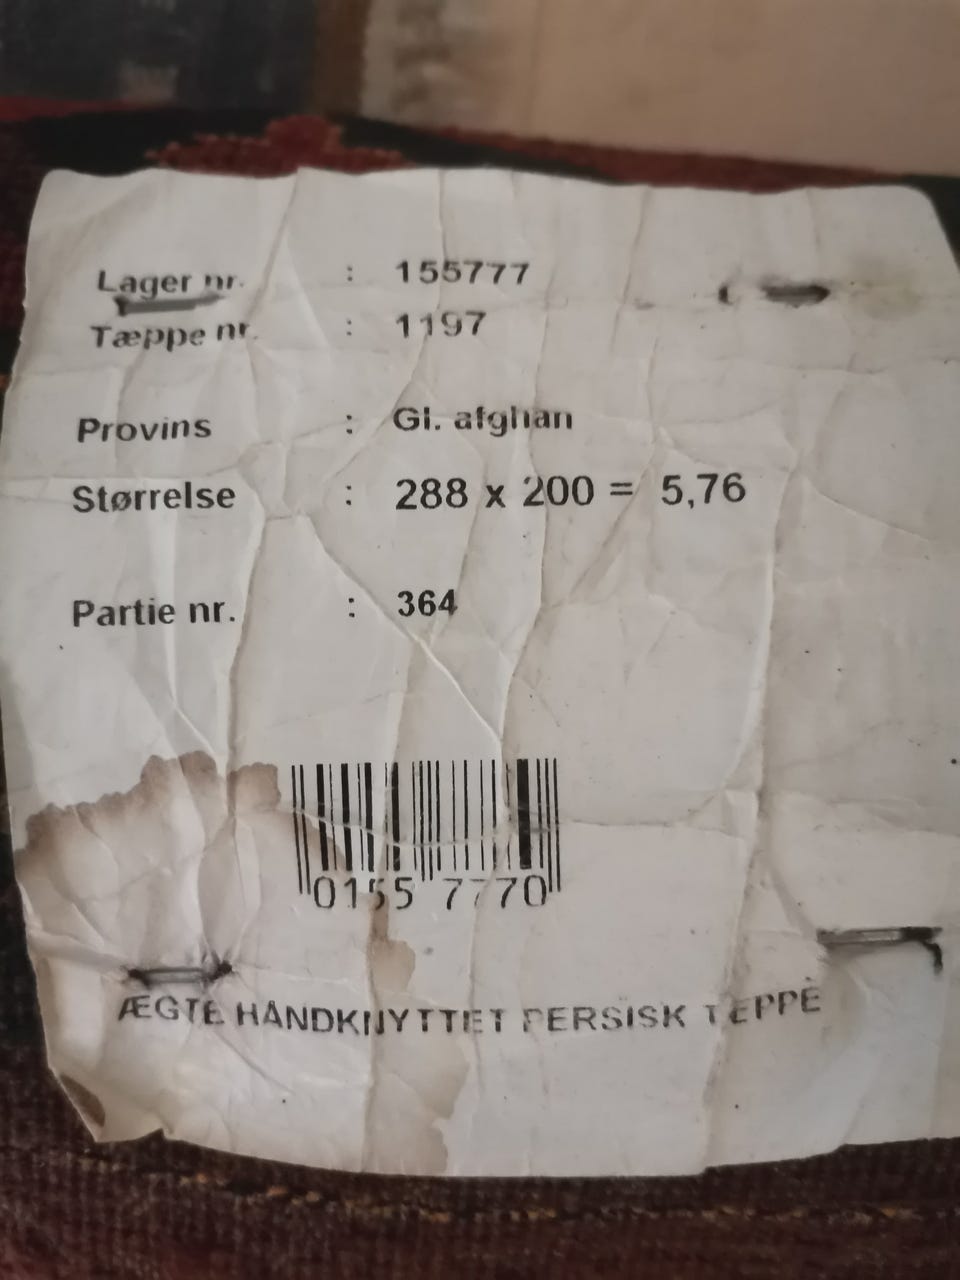 Lager nr. : 155777
Tæppe nr. : 1197
Provins : Gl. afghan
Størrelse : 288 x 200 = 5,76
Partie nr. : 364
0155 7770
ÆGTE HÅNDKNYTTET PERSISK TEPPE